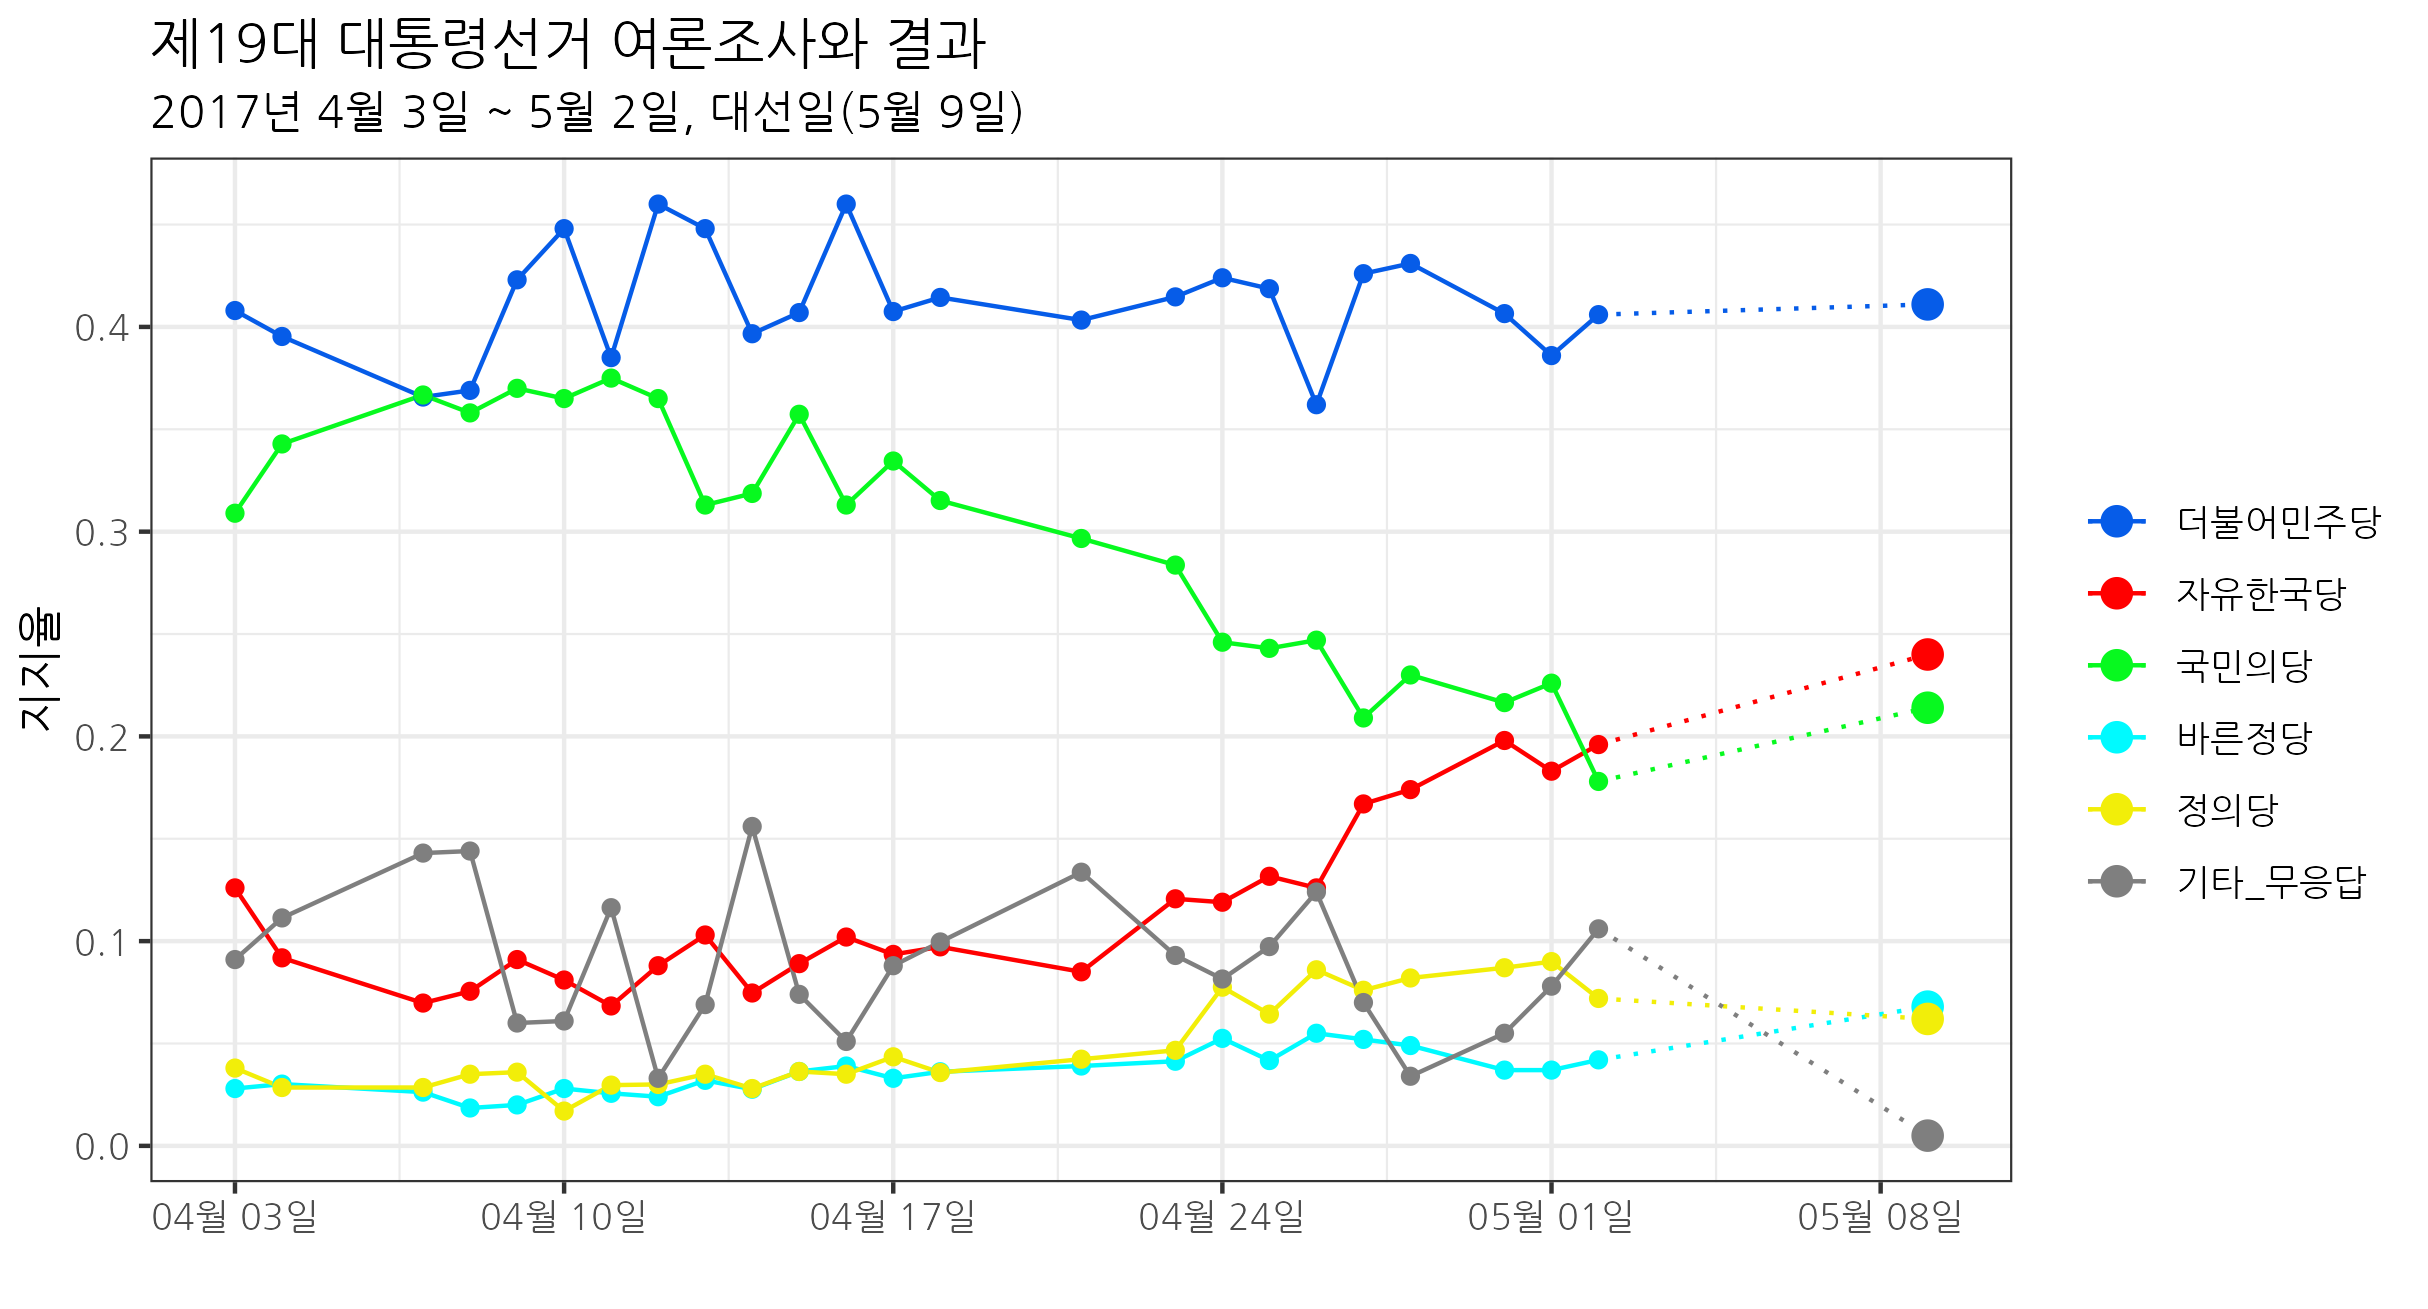 제19대 대통령선거 여론조사와 결과
2017년 4월 3일 ~ 5월 2일, 대선일(5월 9일)
지지율
0.4
0.3
0.2
0.1
0.0
04월 03일
04월 10일
04월 17일
04월 24일
05월 01일
05월 08일
더불어민주당
자유한국당
국민의당
바른정당
정의당
기타_무응답